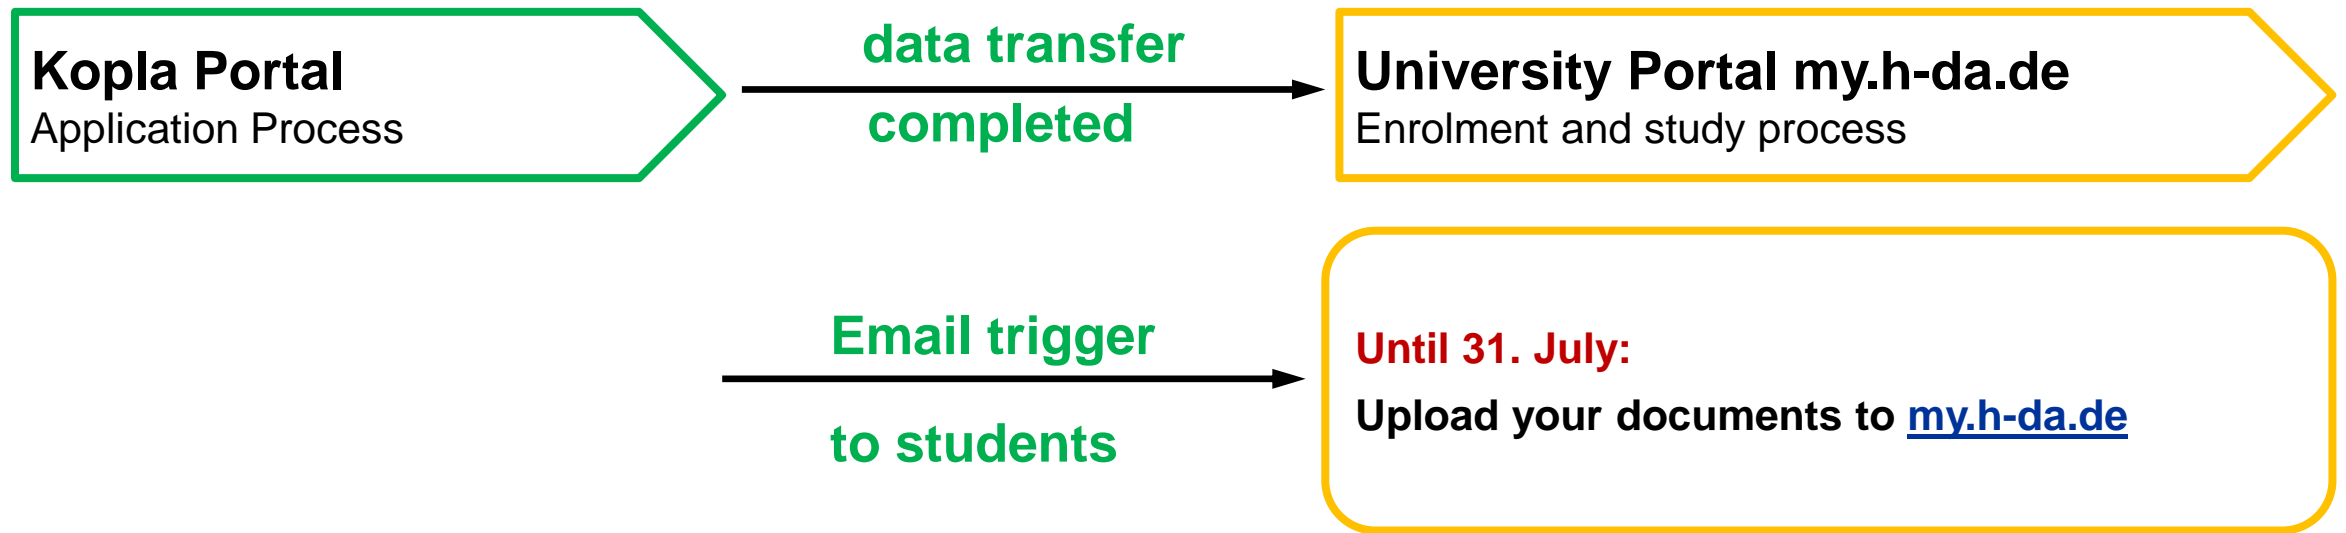 Kopla Portal
Application Process
data transfer
completed
University Portal my.h-da.de
Enrolment and study process
Email trigger
to students
Until 31. July:
Upload your documents to my.h-da.de